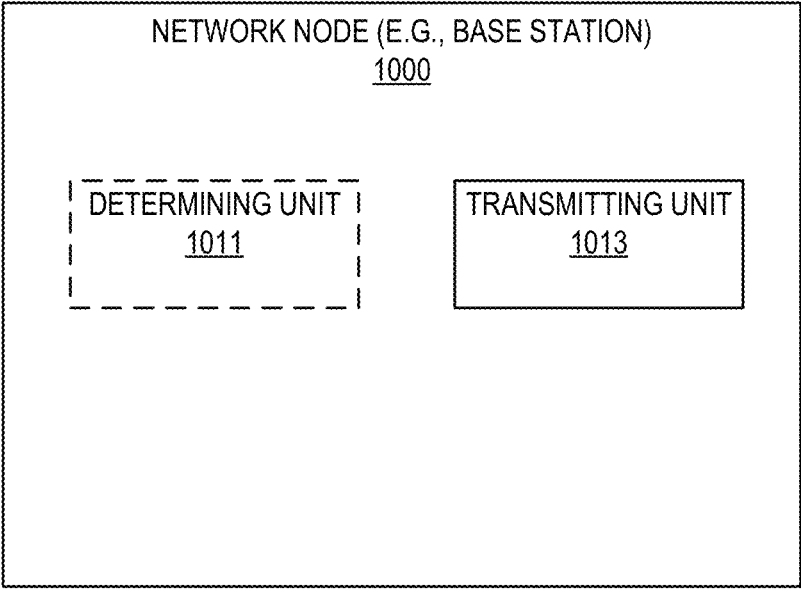 NETWORK NODE (E.G., BASE STATION)
1000
DETERMINING UNIT
1011
TRANSMITTING UNIT
1013